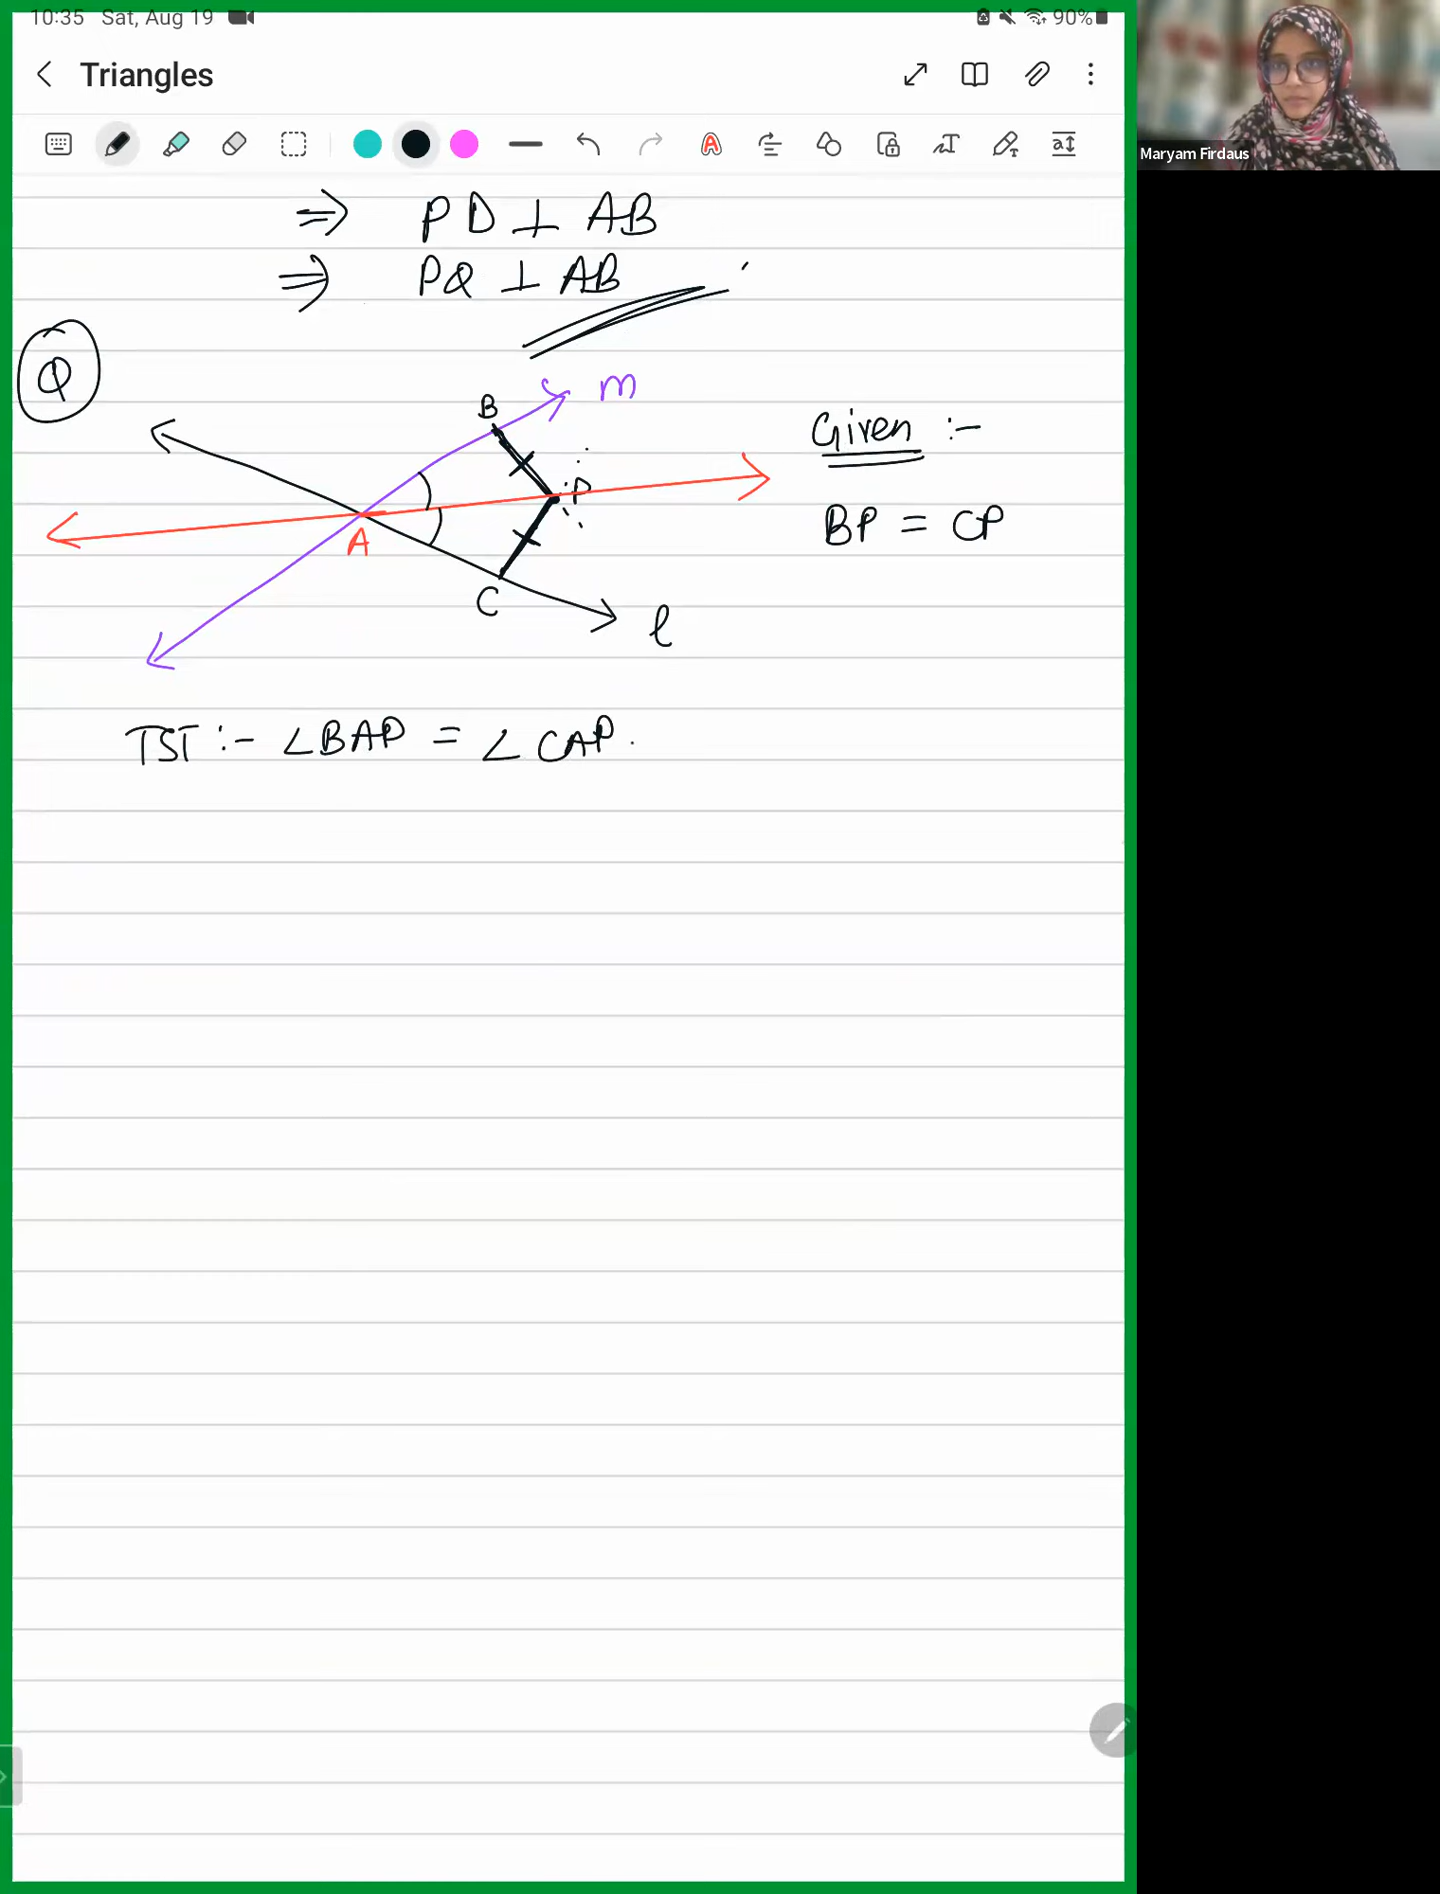 10:35 Sat, Aug 19
90%
Triangles
Maryam Firdaus
⇒ PD ⊥ AB
⇒ PQ ⊥ AB
Q
m
B
Given :-
P
A
BP = CP
C
l
TST :- ∠BAP = ∠CAP.